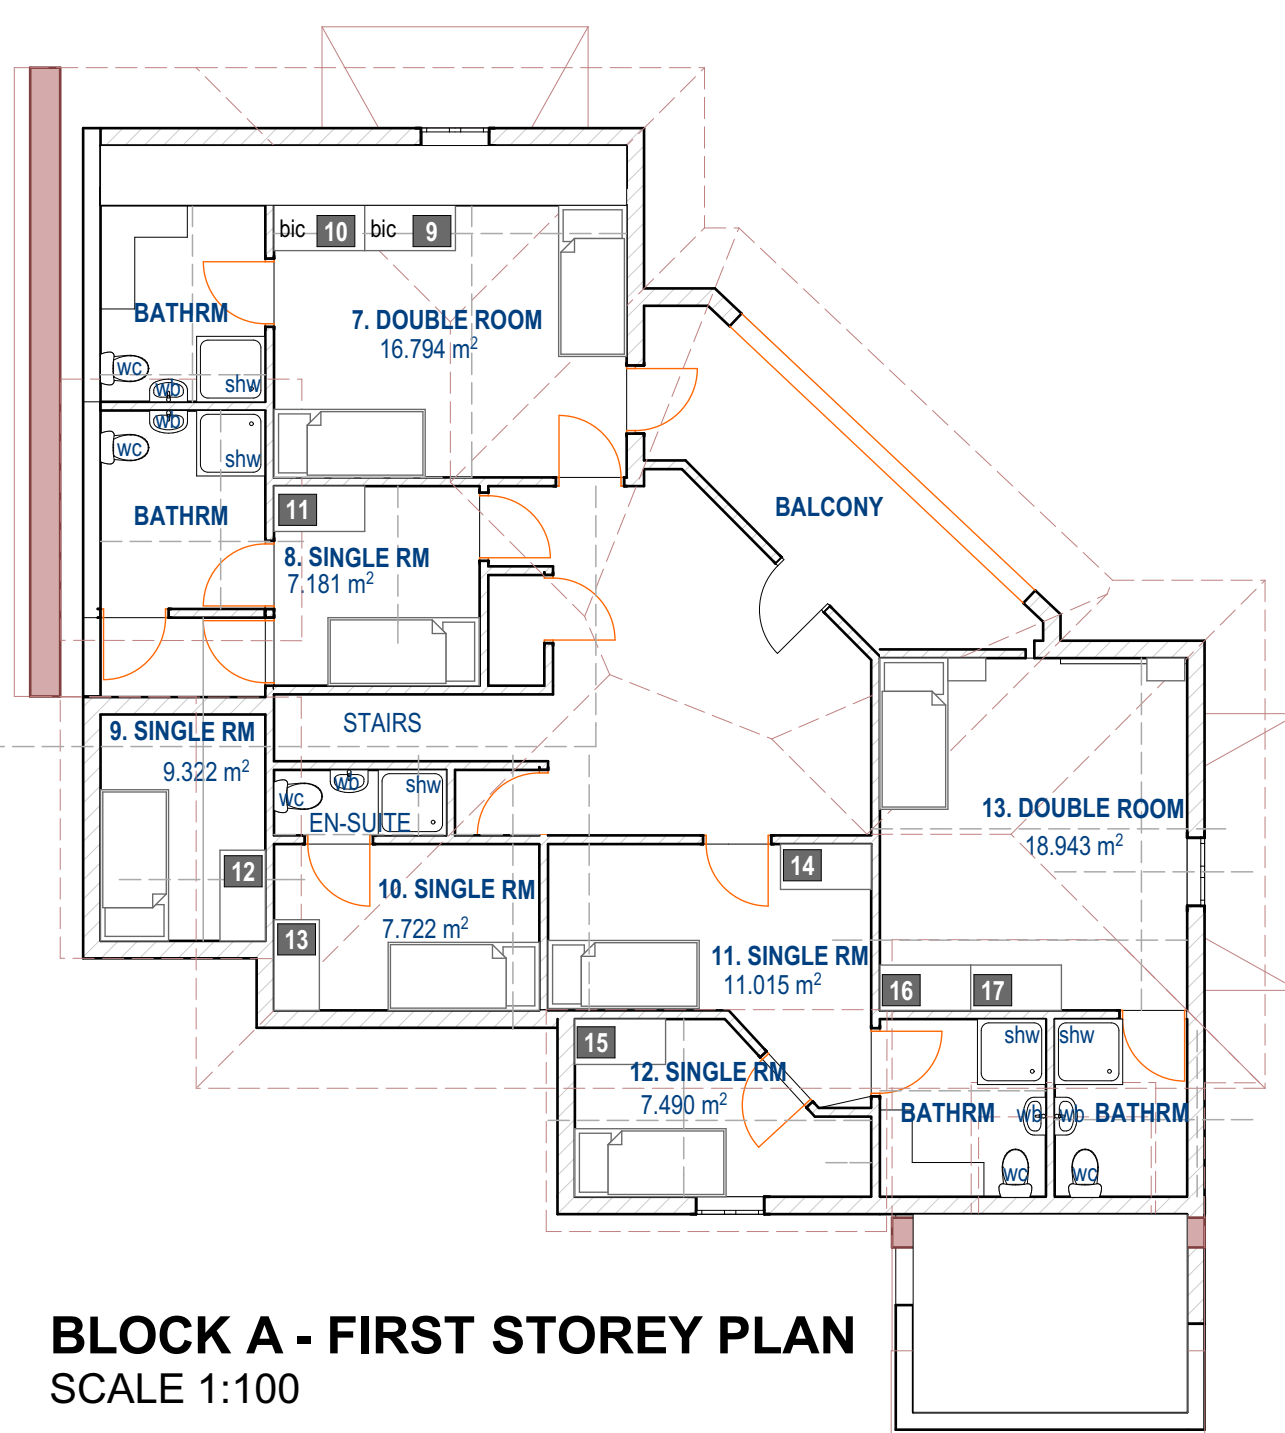 bic 10 bic 9
BATHRM
7. DOUBLE ROOM
16.794 m²
wc
wb
shw
wb
wc
shw
BATHRM
11
8. SINGLE RM
7.181 m²
BALCONY
STAIRS
9. SINGLE RM
9.322 m²
12
wc
wb
shw
EN-SUITE
10. SINGLE RM
7.722 m²
13
14
11. SINGLE RM
11.015 m²
13. DOUBLE ROOM
18.943 m²
16 17
15
12. SINGLE RM
7.490 m²
shw shw
BATHRM wb wb BATHRM
wc wc
BLOCK A - FIRST STOREY PLAN
SCALE 1:100